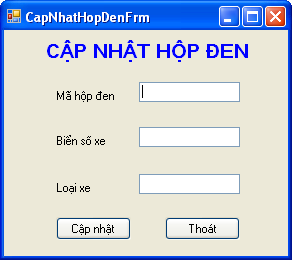 CapNhatHopDenFrm
CẬP NHẬT HỘP ĐEN
Mã hộp đen
Biển số xe
Loại xe
Cập nhật Thoát